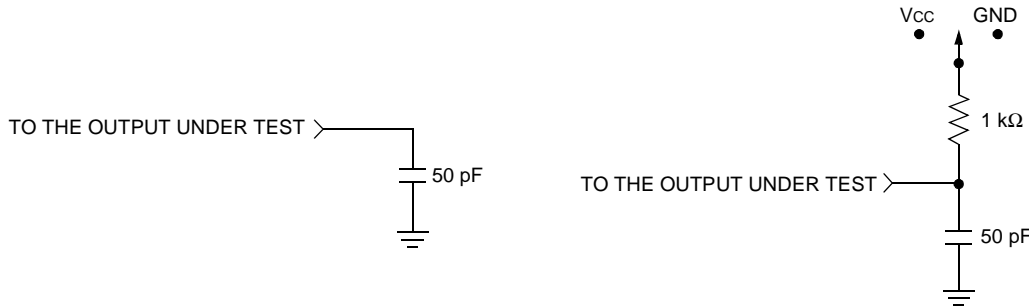 TO THE OUTPUT UNDER TEST
50 pF
VCC GND
1 kΩ
TO THE OUTPUT UNDER TEST
50 pF